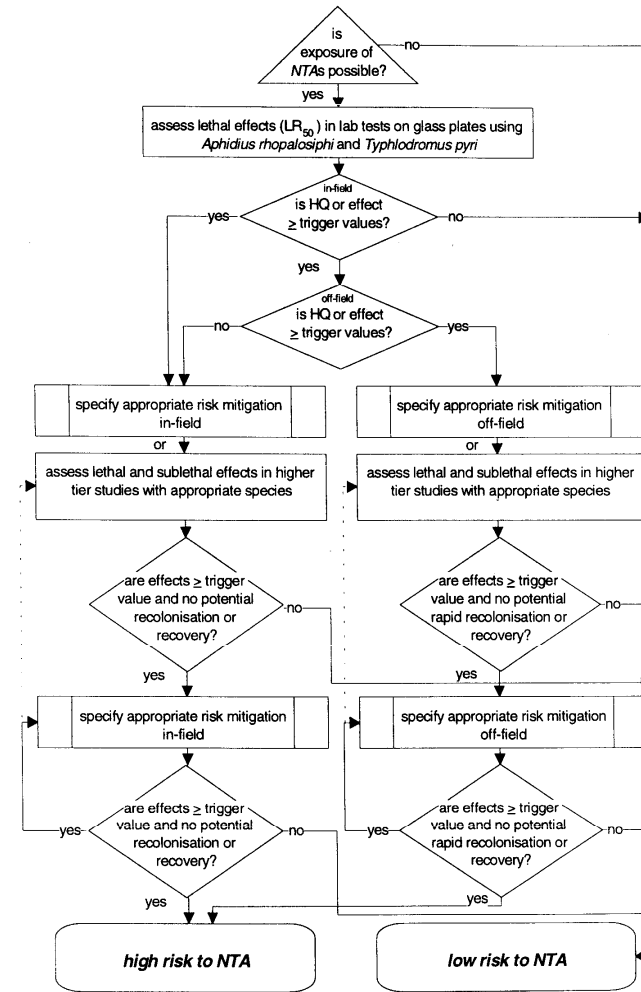 is
exposure of
NTAs possible?
no
yes
assess lethal effects (LR50) in lab tests on glass plates using
Aphidius rhopalosiphi and Typhlodromus pyri
in-field
is HQ or effect
≥ trigger values?
yes
no
yes
off-field
is HQ or effect
≥ trigger values?
no
yes
specify appropriate risk mitigation
in-field
specify appropriate risk mitigation
off-field
or
or
assess lethal and sublethal effects in higher
tier studies with appropriate species
assess lethal and sublethal effects in higher
tier studies with appropriate species
are effects ≥ trigger
value and no potential
recolonisation or
recovery?
no
are effects ≥ trigger
value and no potential
rapid recolonisation or
recovery?
no
yes
yes
specify appropriate risk mitigation
in-field
specify appropriate risk mitigation
off-field
are effects ≥ trigger
value and no potential
recolonisation or
recovery?
yes
no
are effects ≥ trigger
value and no potential
rapid recolonisation or
recovery?
yes
no
yes
yes
high risk to NTA
low risk to NTA